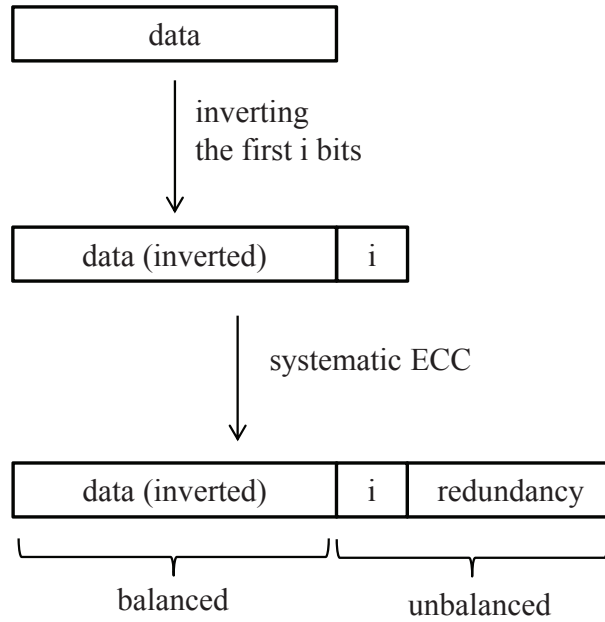 data
inverting
the first i bits
data (inverted) i
systematic ECC
data (inverted) i redundancy
balanced unbalanced